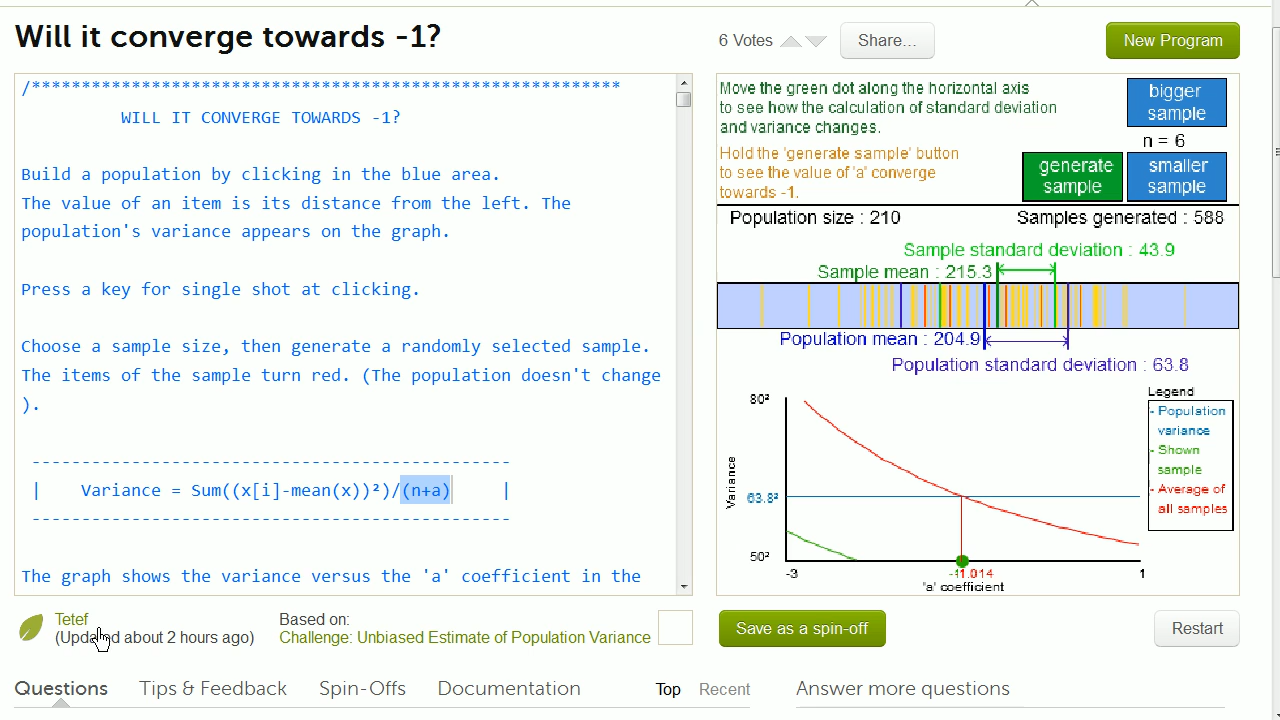 Will it converge towards -1?
6 Votes
Share...
New Program
/***********************************************************
WILL IT CONVERGE TOWARDS -1?
Build a population by clicking in the blue area.
The value of an item is its distance from the left. The
population's variance appears on the graph.
Press a key for single shot at clicking.
Choose a sample size, then generate a randomly selected sample.
The items of the sample turn red. (The population doesn't change
).
------------------------------------------------
| Variance = Sum((x[i]-mean(x))²)/(n+a) |
------------------------------------------------
The graph shows the variance versus the 'a' coefficient in the
Move the green dot along the horizontal axis
to see how the calculation of standard deviation
and variance changes.
Hold the 'generate sample' button
to see the value of 'a' converge
towards -1.
bigger
sample
n = 6
generate
sample
smaller
sample
Population size : 210
Samples generated : 588
Sample standard deviation : 43.9
Sample mean : 215.3
Population mean : 204.9
Population standard deviation : 63.8
80²
Variance
63.8²
50²
-3
1.014
1
'a' coefficient
Legend
- Population
variance
- Shown
sample
- Average of
all samples
Tetef
(Updated about 2 hours ago)
Based on:
Challenge: Unbiased Estimate of Population Variance
Save as a spin-off
Restart
Questions
Tips & Feedback
Spin-Offs
Documentation
Top
Recent
Answer more questions